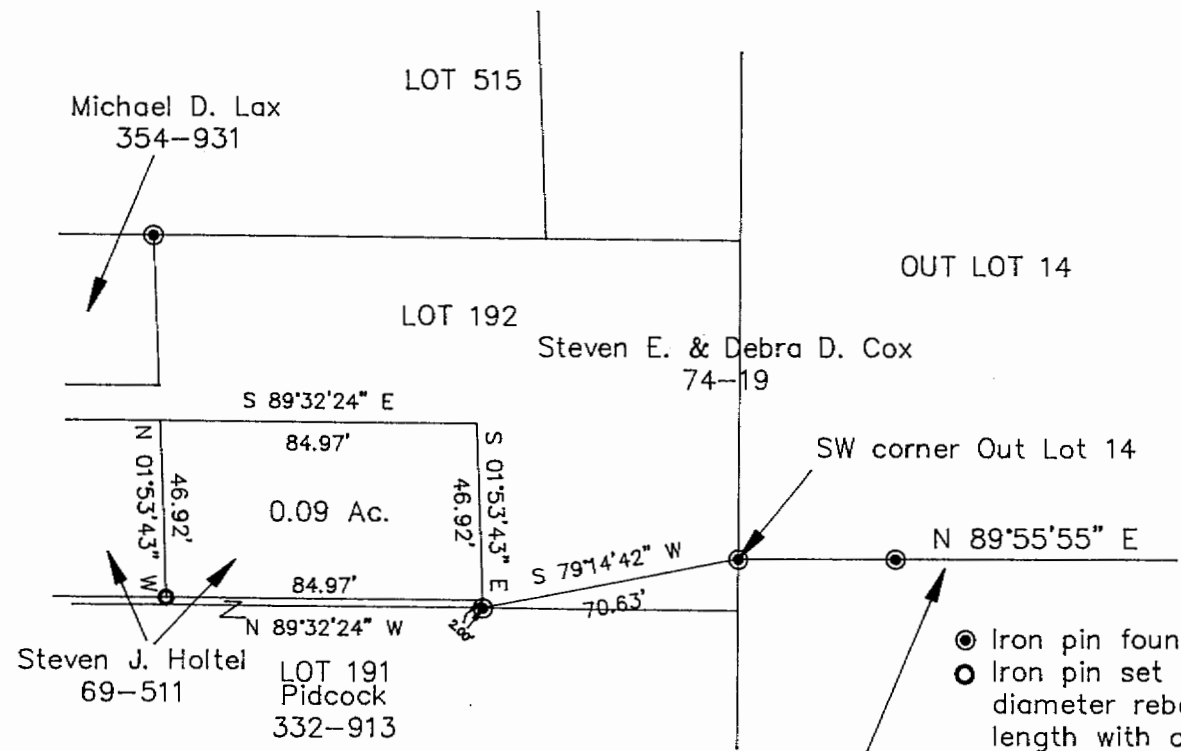 LOT 515
Michael D. Lax
354-931
OUT LOT 14
LOT 192
Steven E. & Debra D. Cox
74-19
S 89°32'24" E
84.97'
N 01°53'43" W
46.92'
0.09 Ac.
46.92'
S 01°53'43" E
SW corner Out Lot 14
N 89°55'55" E
S 79°14'42" W
70.63'
84.97'
2.00'
N 89°32'24" W
Steven J. Holtel
69-511
LOT 191
Pidcock
332-913
Iron pin foun
Iron pin set
diameter reba
length with c